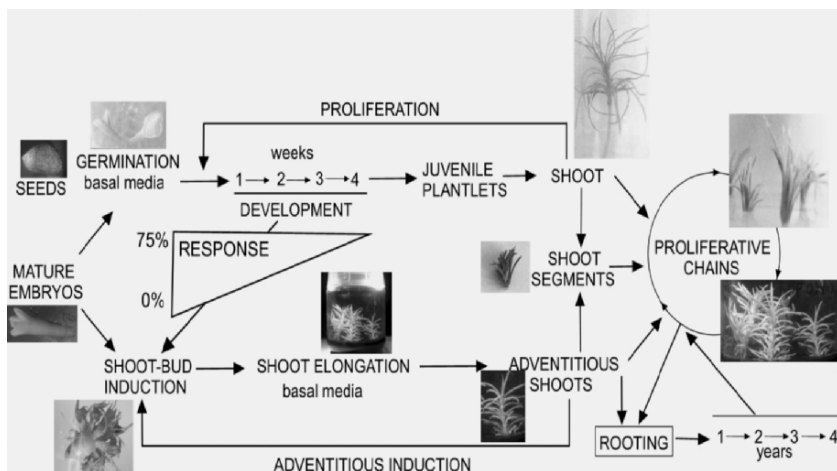 PROLIFERATION
SEEDS
GERMINATION
basal media
weeks
1 → 2 → 3 → 4
DEVELOPMENT
JUVENILE
PLANTLETS
SHOOT
75%
RESPONSE
0%
MATURE
EMBRYOS
SHOOT
SEGMENTS
PROLIFERATIVE
CHAINS
SHOOT-BUD
INDUCTION
SHOOT ELONGATION
basal media
ADVENTITIOUS
SHOOTS
ROOTING
1 → 2 → 3 → 4
years
ADVENTITIOUS INDUCTION